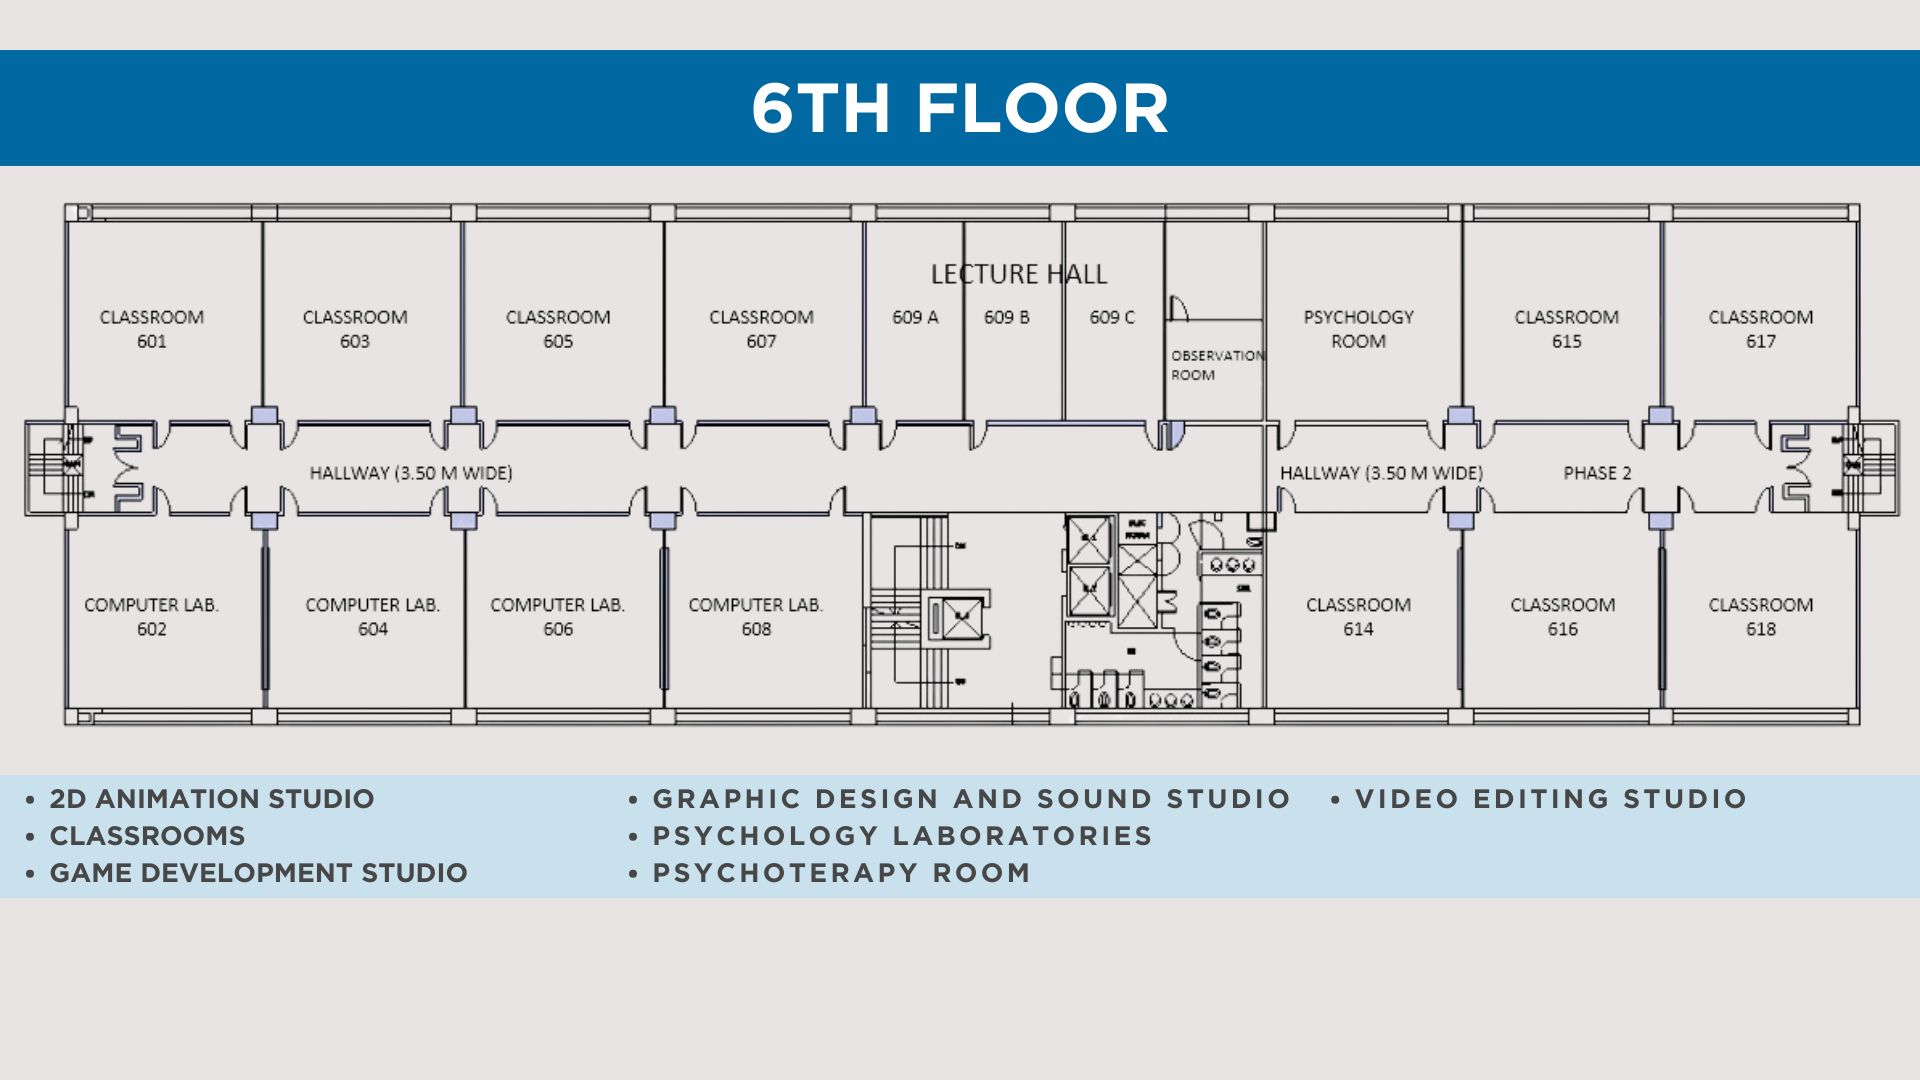 6TH FLOOR
LECTURE HALL
CLASSROOM
601
CLASSROOM
603
CLASSROOM
605
CLASSROOM
607
609 A
609 B
609 C
OBSERVATION
ROOM
PSYCHOLOGY
ROOM
CLASSROOM
615
CLASSROOM
617
HALLWAY (3.50 M WIDE)
HALLWAY (3.50 M WIDE)
PHASE 2
COMPUTER LAB.
602
COMPUTER LAB.
604
COMPUTER LAB.
606
COMPUTER LAB.
608
CLASSROOM
614
CLASSROOM
616
CLASSROOM
618
• 2D ANIMATION STUDIO
• CLASSROOMS
• GAME DEVELOPMENT STUDIO
• GRAPHIC DESIGN AND SOUND STUDIO
• PSYCHOLOGY LABORATORIES
• PSYCHOTERAPY ROOM
• VIDEO EDITING STUDIO